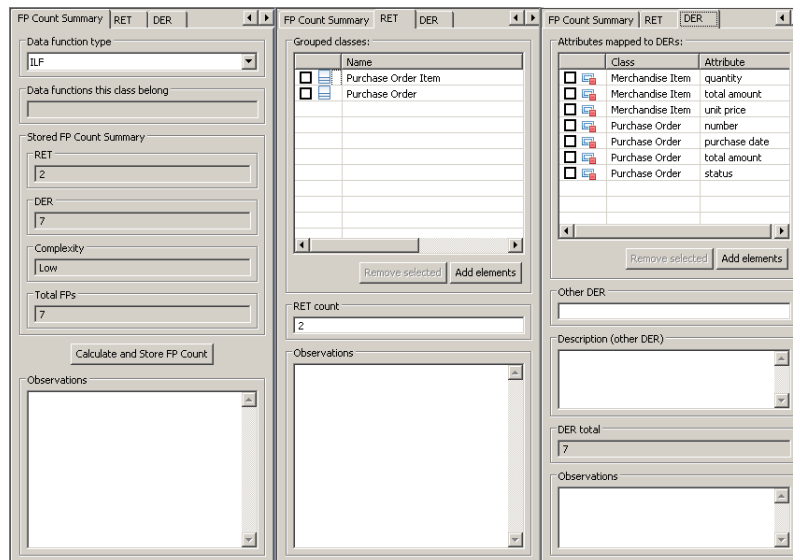 FP Count Summary RET DER
Data function type
ILF
Data functions this class belong
Stored FP Count Summary
RET
2
DER
7
Complexity
Low
Total FPs
7
Calculate and Store FP Count
Observations
FP Count Summary RET DER
Grouped classes:
Name
Purchase Order Item
Purchase Order
Remove selected Add elements
RET count
2
Observations
FP Count Summary RET DER
Attributes mapped to DERs:
Class Attribute
Merchandise Item quantity
Merchandise Item total amount
Merchandise Item unit price
Purchase Order number
Purchase Order purchase date
Purchase Order total amount
Purchase Order status
Remove selected Add elements
Other DER
Description (other DER)
DER total
7
Observations